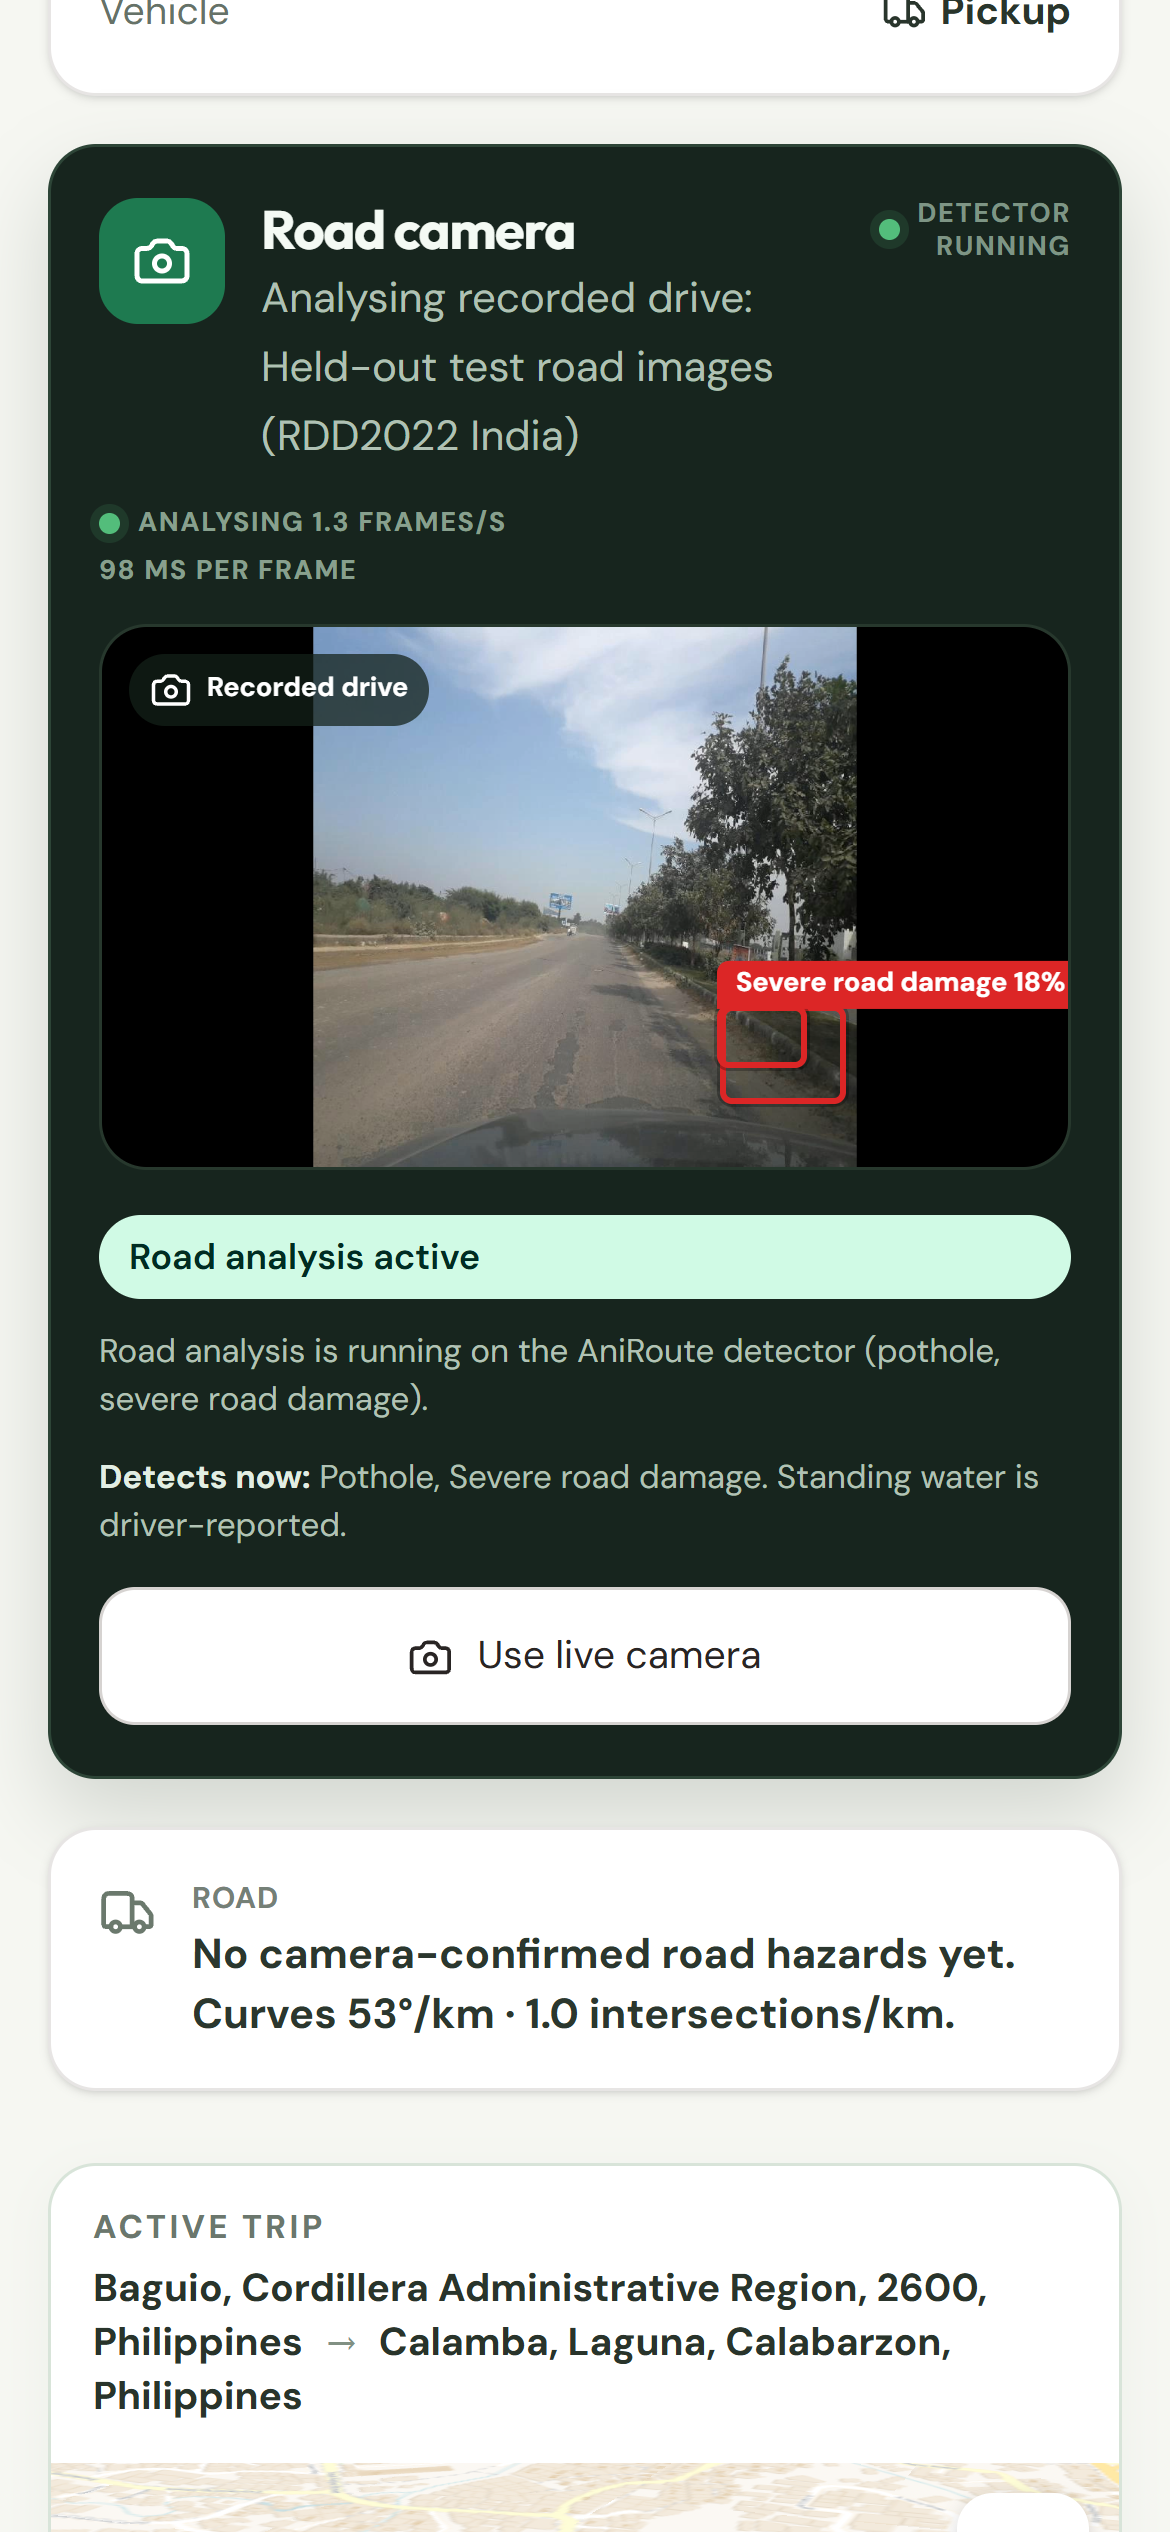 Vehicle
Pickup
Road camera
DETECTOR
RUNNING
Analysing recorded drive:
Held-out test road images
(RDD2022 India)
ANALYSING 1.3 FRAMES/S
98 MS PER FRAME
Recorded drive
Severe road damage 18%
Road analysis active
Road analysis is running on the AniRoute detector (pothole,
severe road damage).
Detects now: Pothole, Severe road damage. Standing water is
driver-reported.
Use live camera
ROAD
No camera-confirmed road hazards yet.
Curves 53°/km · 1.0 intersections/km.
ACTIVE TRIP
Baguio, Cordillera Administrative Region, 2600,
Philippines → Calamba, Laguna, Calabarzon,
Philippines